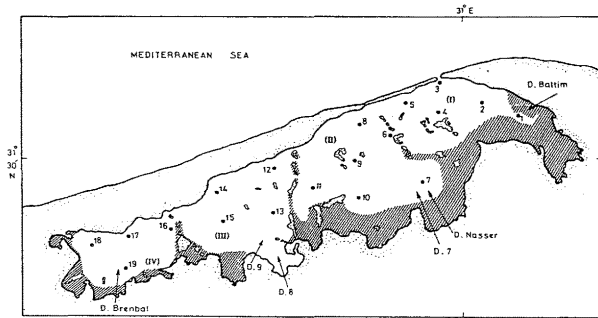 31° E
MEDITERRANEAN SEA
D. Baltim
3
(I)
5
4
2
1
8
6
(II)
31°
30
N
9
12
7
11
14
10
D. Nasser
13
15
16
D. 7
17
18
(III)
D. 9
D. 8
19
(IV)
D. Brenbal